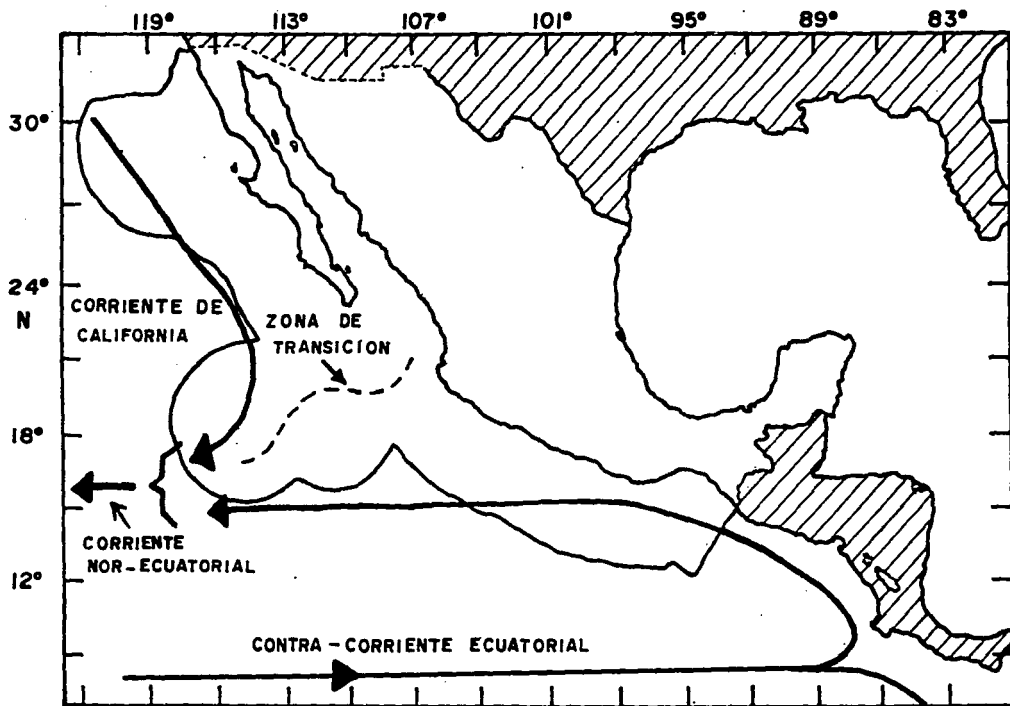 119° 113° 107° 101° 95° 89° 83°
30°
24°
N
CORRIENTE DE
CALIFORNIA
ZONA DE
TRANSICION
18°
CORRIENTE
NOR-ECUATORIAL
12°
CONTRA-CORRIENTE ECUATORIAL